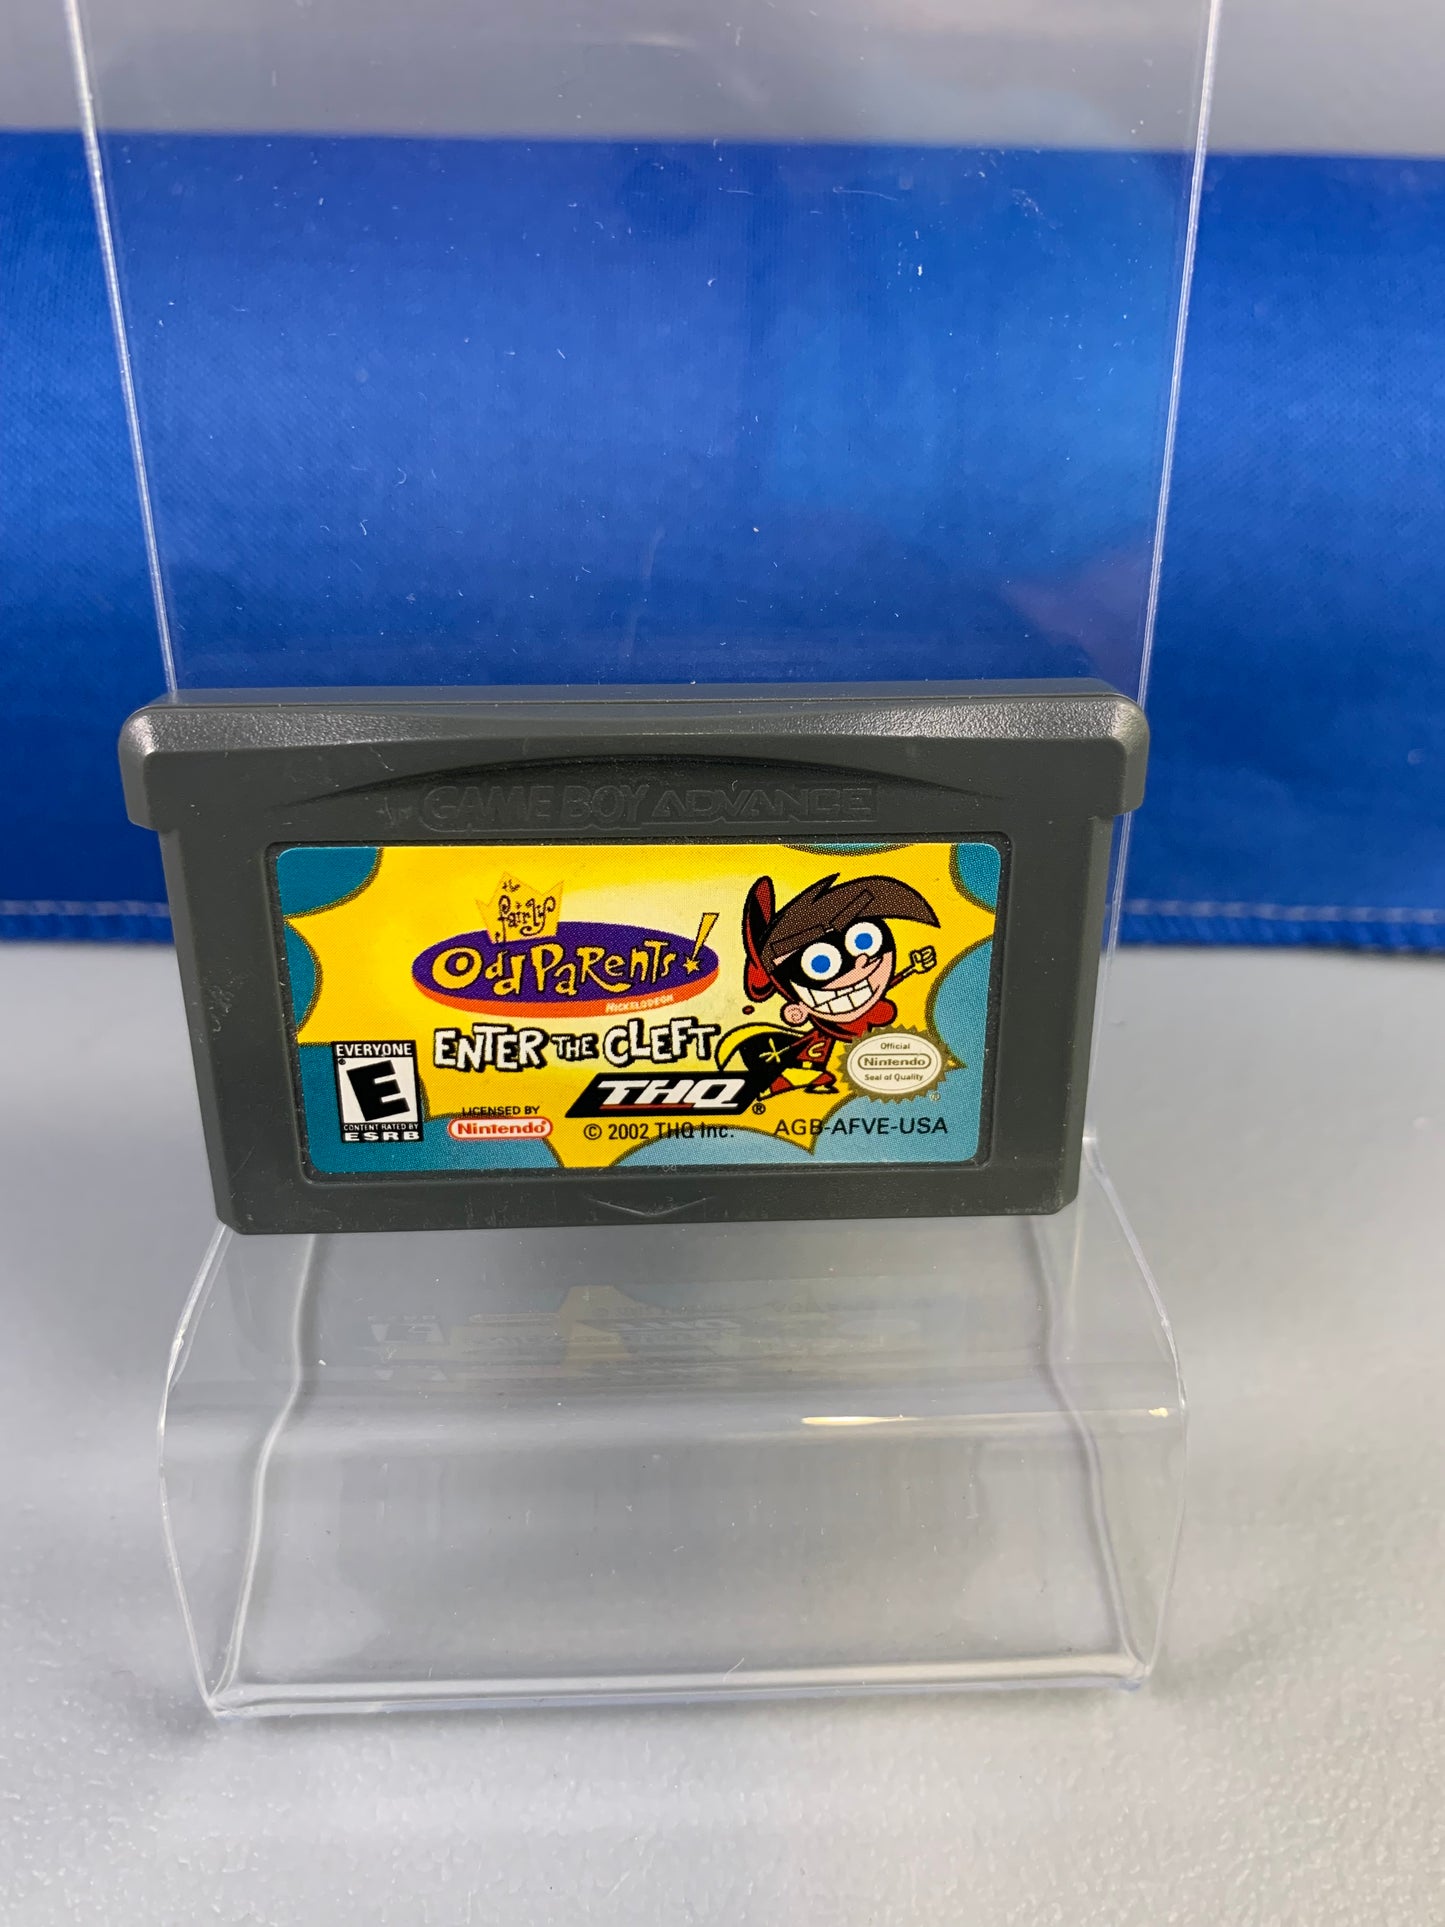 GAME BOY ADVANCE
the
fairly
OddParents!
NICKELODEON
ENTER THE CLEFT
EVERYONE
E
CONTENT RATED BY
ESRB
LICENSED BY
Nintendo®
THQ®
© 2002 THQ Inc.
C
Official
Nintendo
Seal of Quality
®
AGB-AFVE-USA